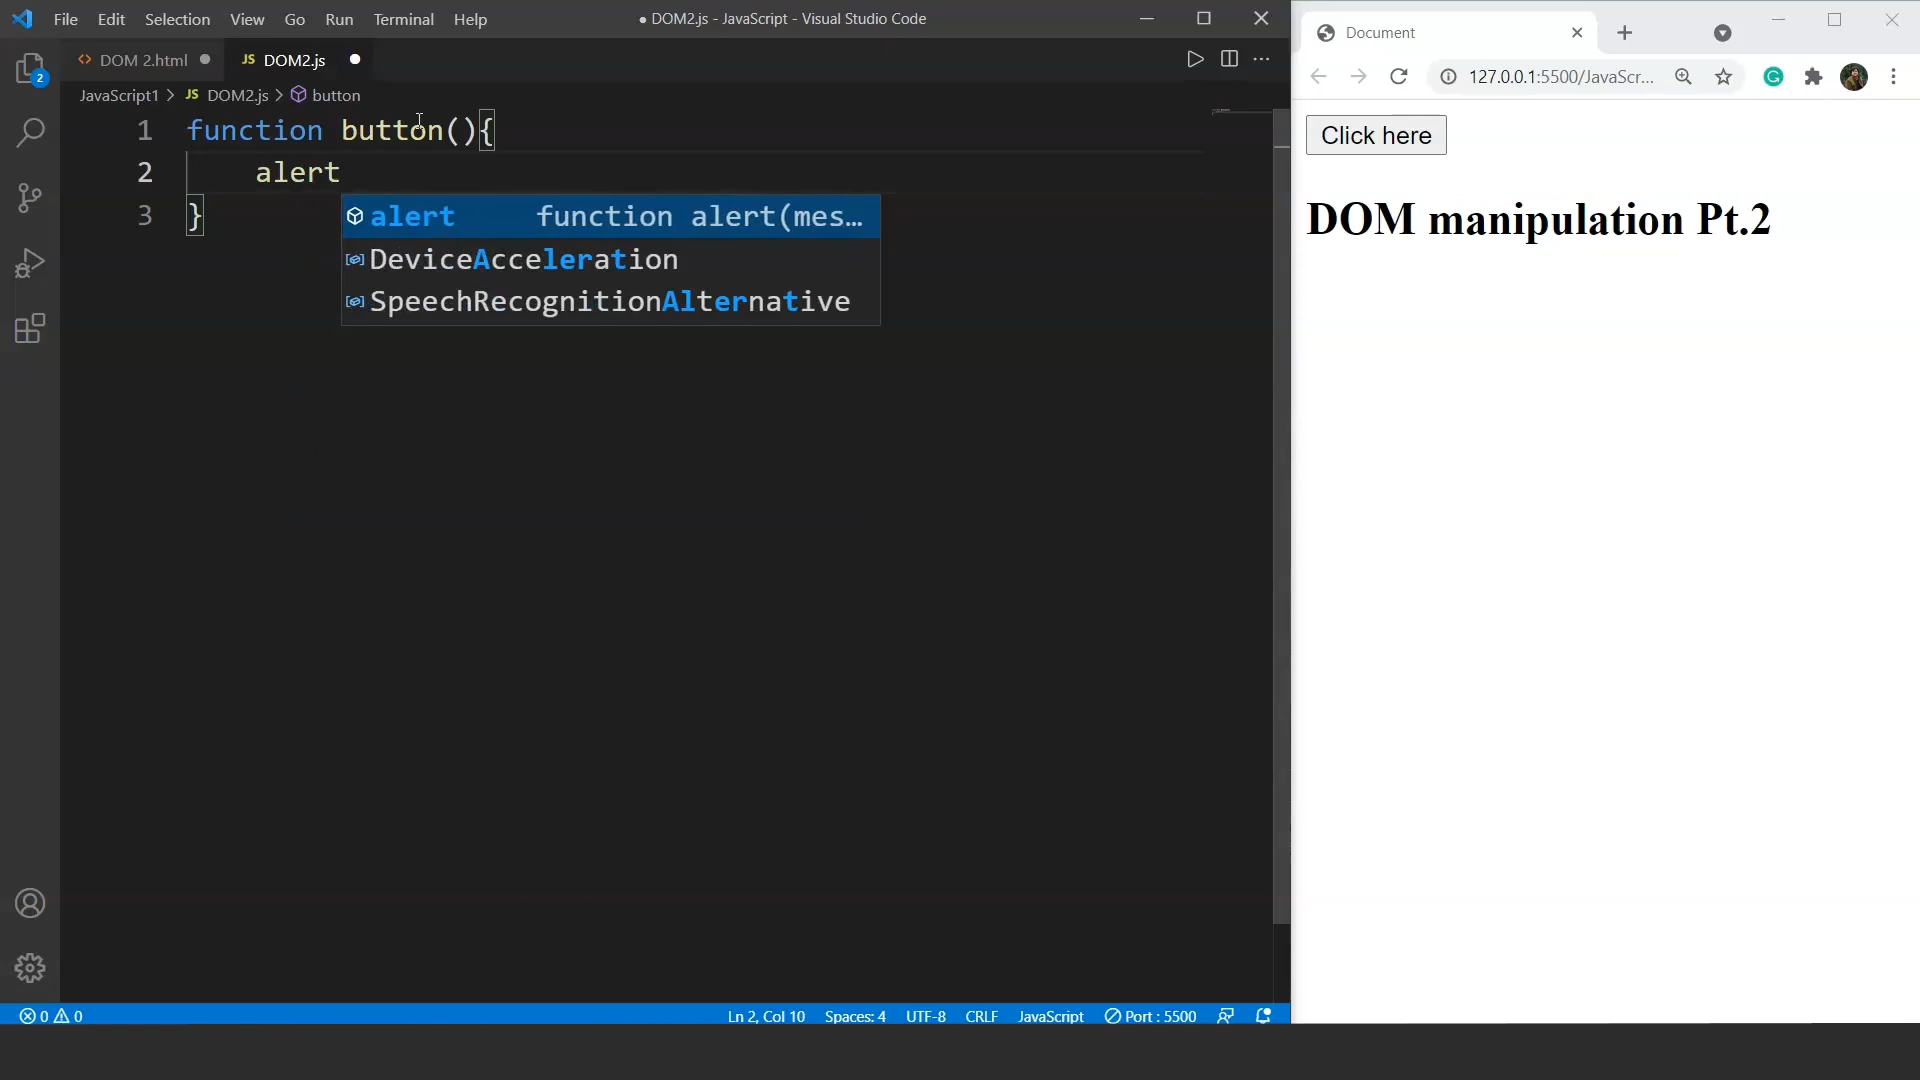 File Edit Selection View Go Run Terminal Help ● DOM2.js - JavaScript - Visual Studio Code
DOM 2.html JS DOM2.js
JavaScript1 > JS DOM2.js > button
1 function button(){
2 alert
3 }
alert function alert(mes…
DeviceAcceleration
SpeechRecognitionAlternative
2
0 0 Ln 2, Col 10 Spaces: 4 UTF-8 CRLF JavaScript Port : 5500
Document
127.0.0.1:5500/JavaScr...
Click here
DOM manipulation Pt.2